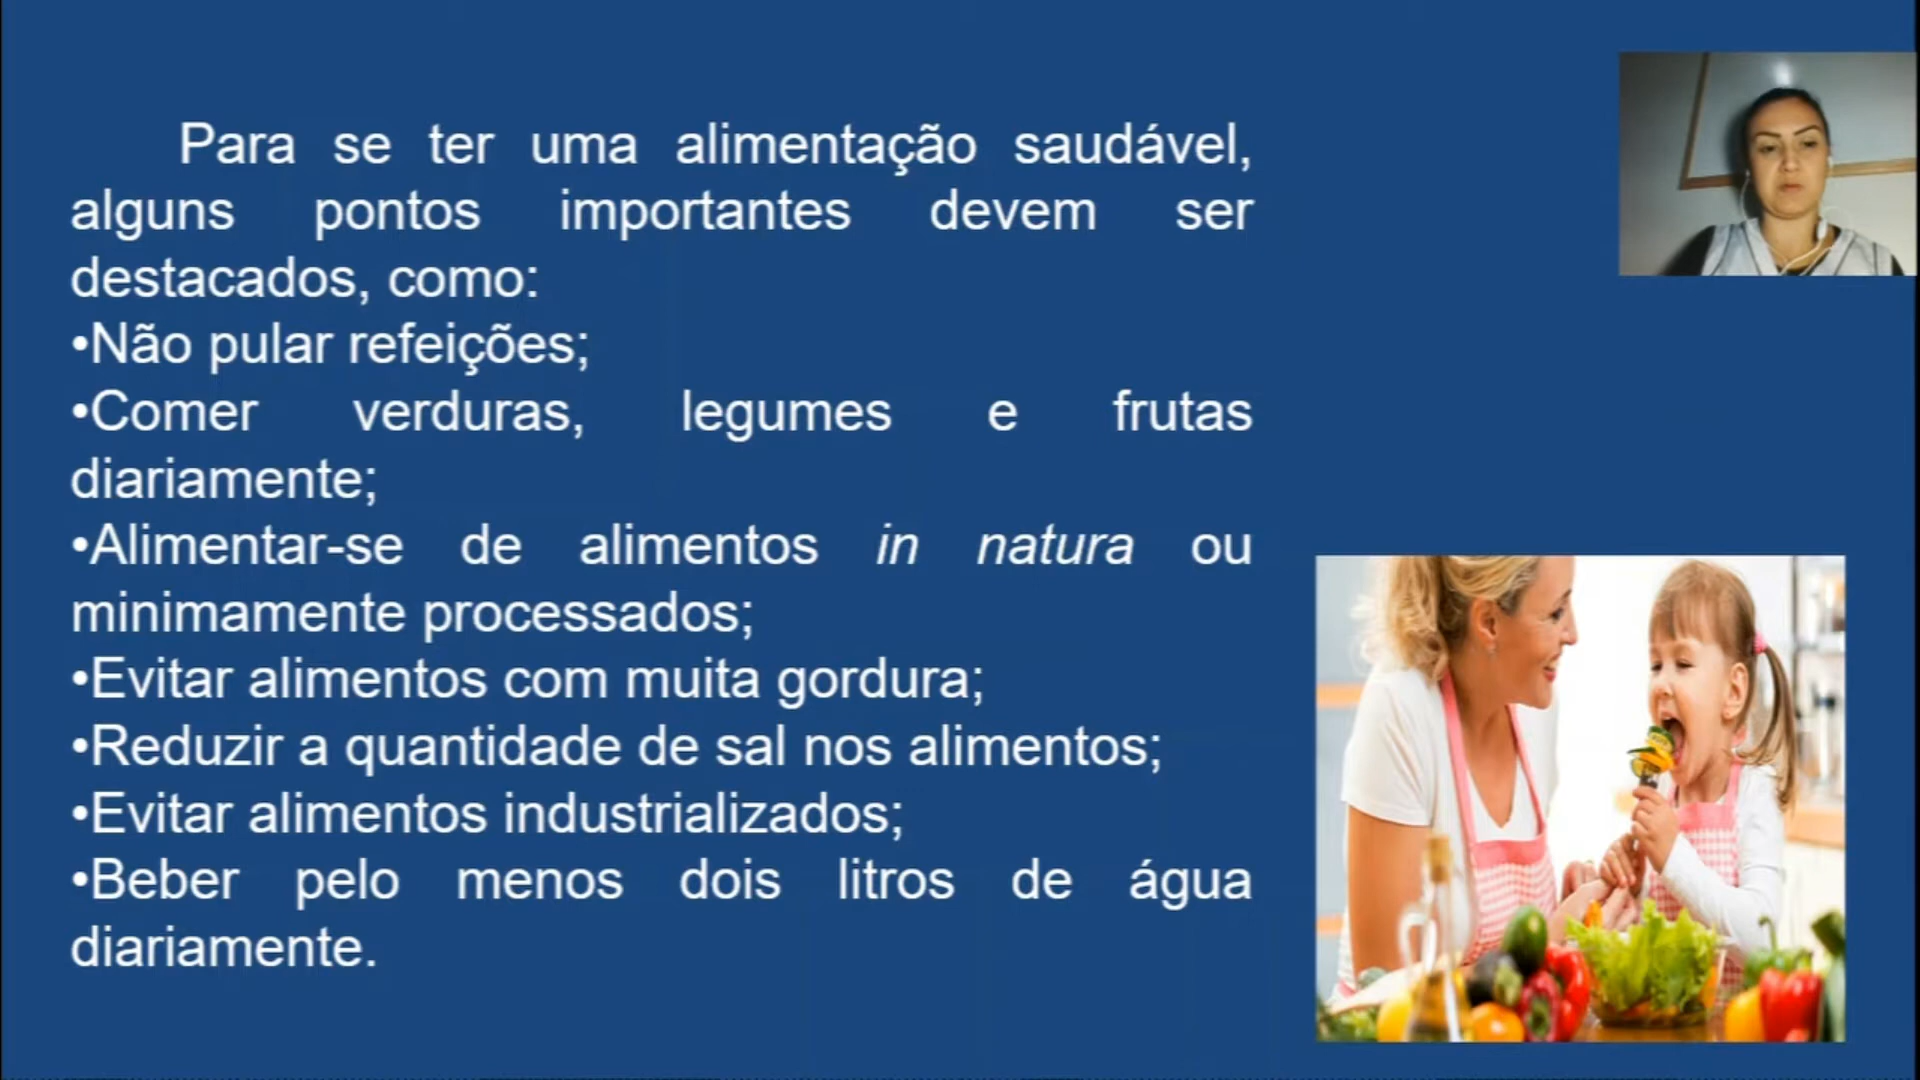 Para se ter uma alimentação saudável,
alguns pontos importantes devem ser
destacados, como:
•Não pular refeições;
•Comer verduras, legumes e frutas
diariamente;
•Alimentar-se de alimentos in natura ou
minimamente processados;
•Evitar alimentos com muita gordura;
•Reduzir a quantidade de sal nos alimentos;
•Evitar alimentos industrializados;
•Beber pelo menos dois litros de água
diariamente.